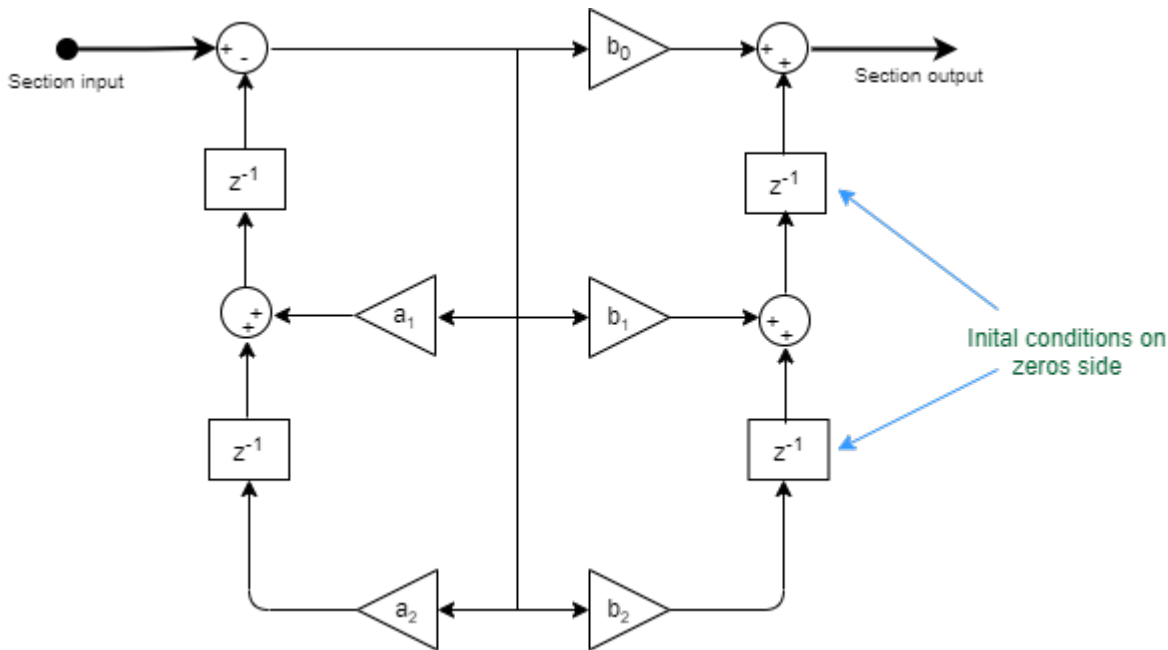 +
-
b0
+
+
Section input
Section output
z-1
z-1
+
+
a1
b1
+
+
Inital conditions on
zeros side
z-1
z-1
a2
b2